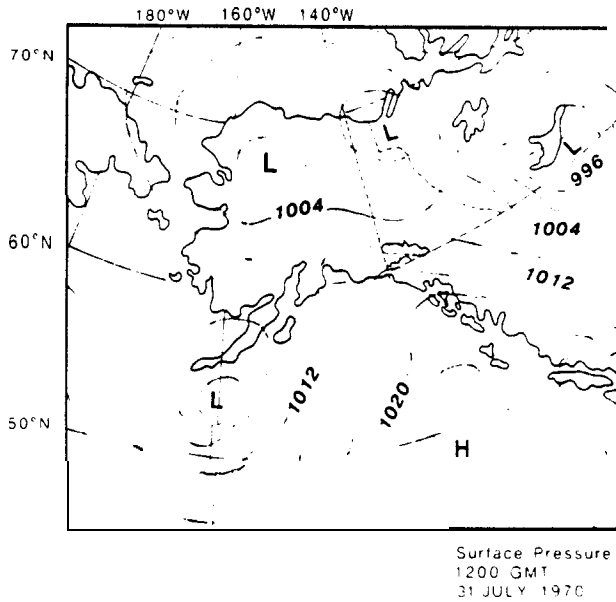 180°W 160°W 140°W
70°N
L
L
L
996
1004
60°N
1004
1012
L
1012
1020
50°N
H
Surface Pressure
1200 GMT
31 JULY 1970